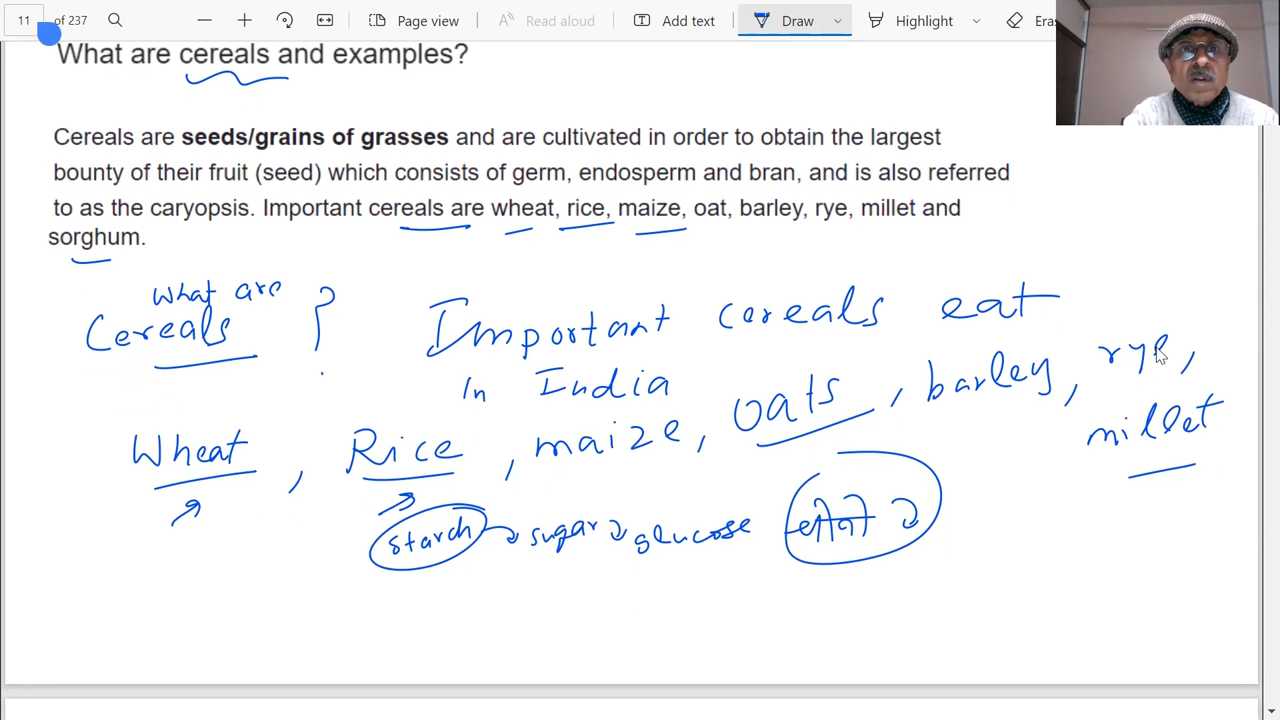 11 of 237 Page view Read aloud Add text Draw Highlight
What are cereals and examples?
Cereals are seeds/grains of grasses and are cultivated in order to obtain the largest
bounty of their fruit (seed) which consists of germ, endosperm and bran, and is also referred
to as the caryopsis. Important cereals are wheat, rice, maize, oat, barley, rye, millet and
sorghum.
What are
Cereals ?
Important cereals eat
in India
Wheat, Rice, maize, oats, barley, rye,
millet
starch sugar glucose